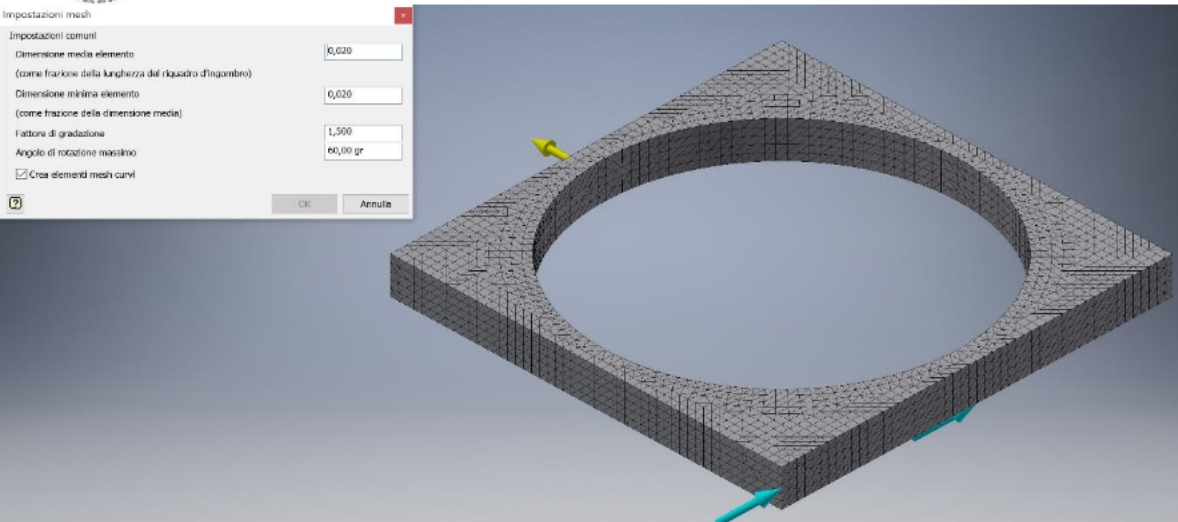 Impostazioni mesh
Impostazioni comuni
Dimensione media elemento 0,020
(come frazione della lunghezza del riquadro d'ingombro)
Dimensione minima elemento 0,020
(come frazione della dimensione media)
Fattore di gradazione 1,500
Angolo di rotazione massimo 60,00 gr
Crea elementi mesh curvi
OK Annulla